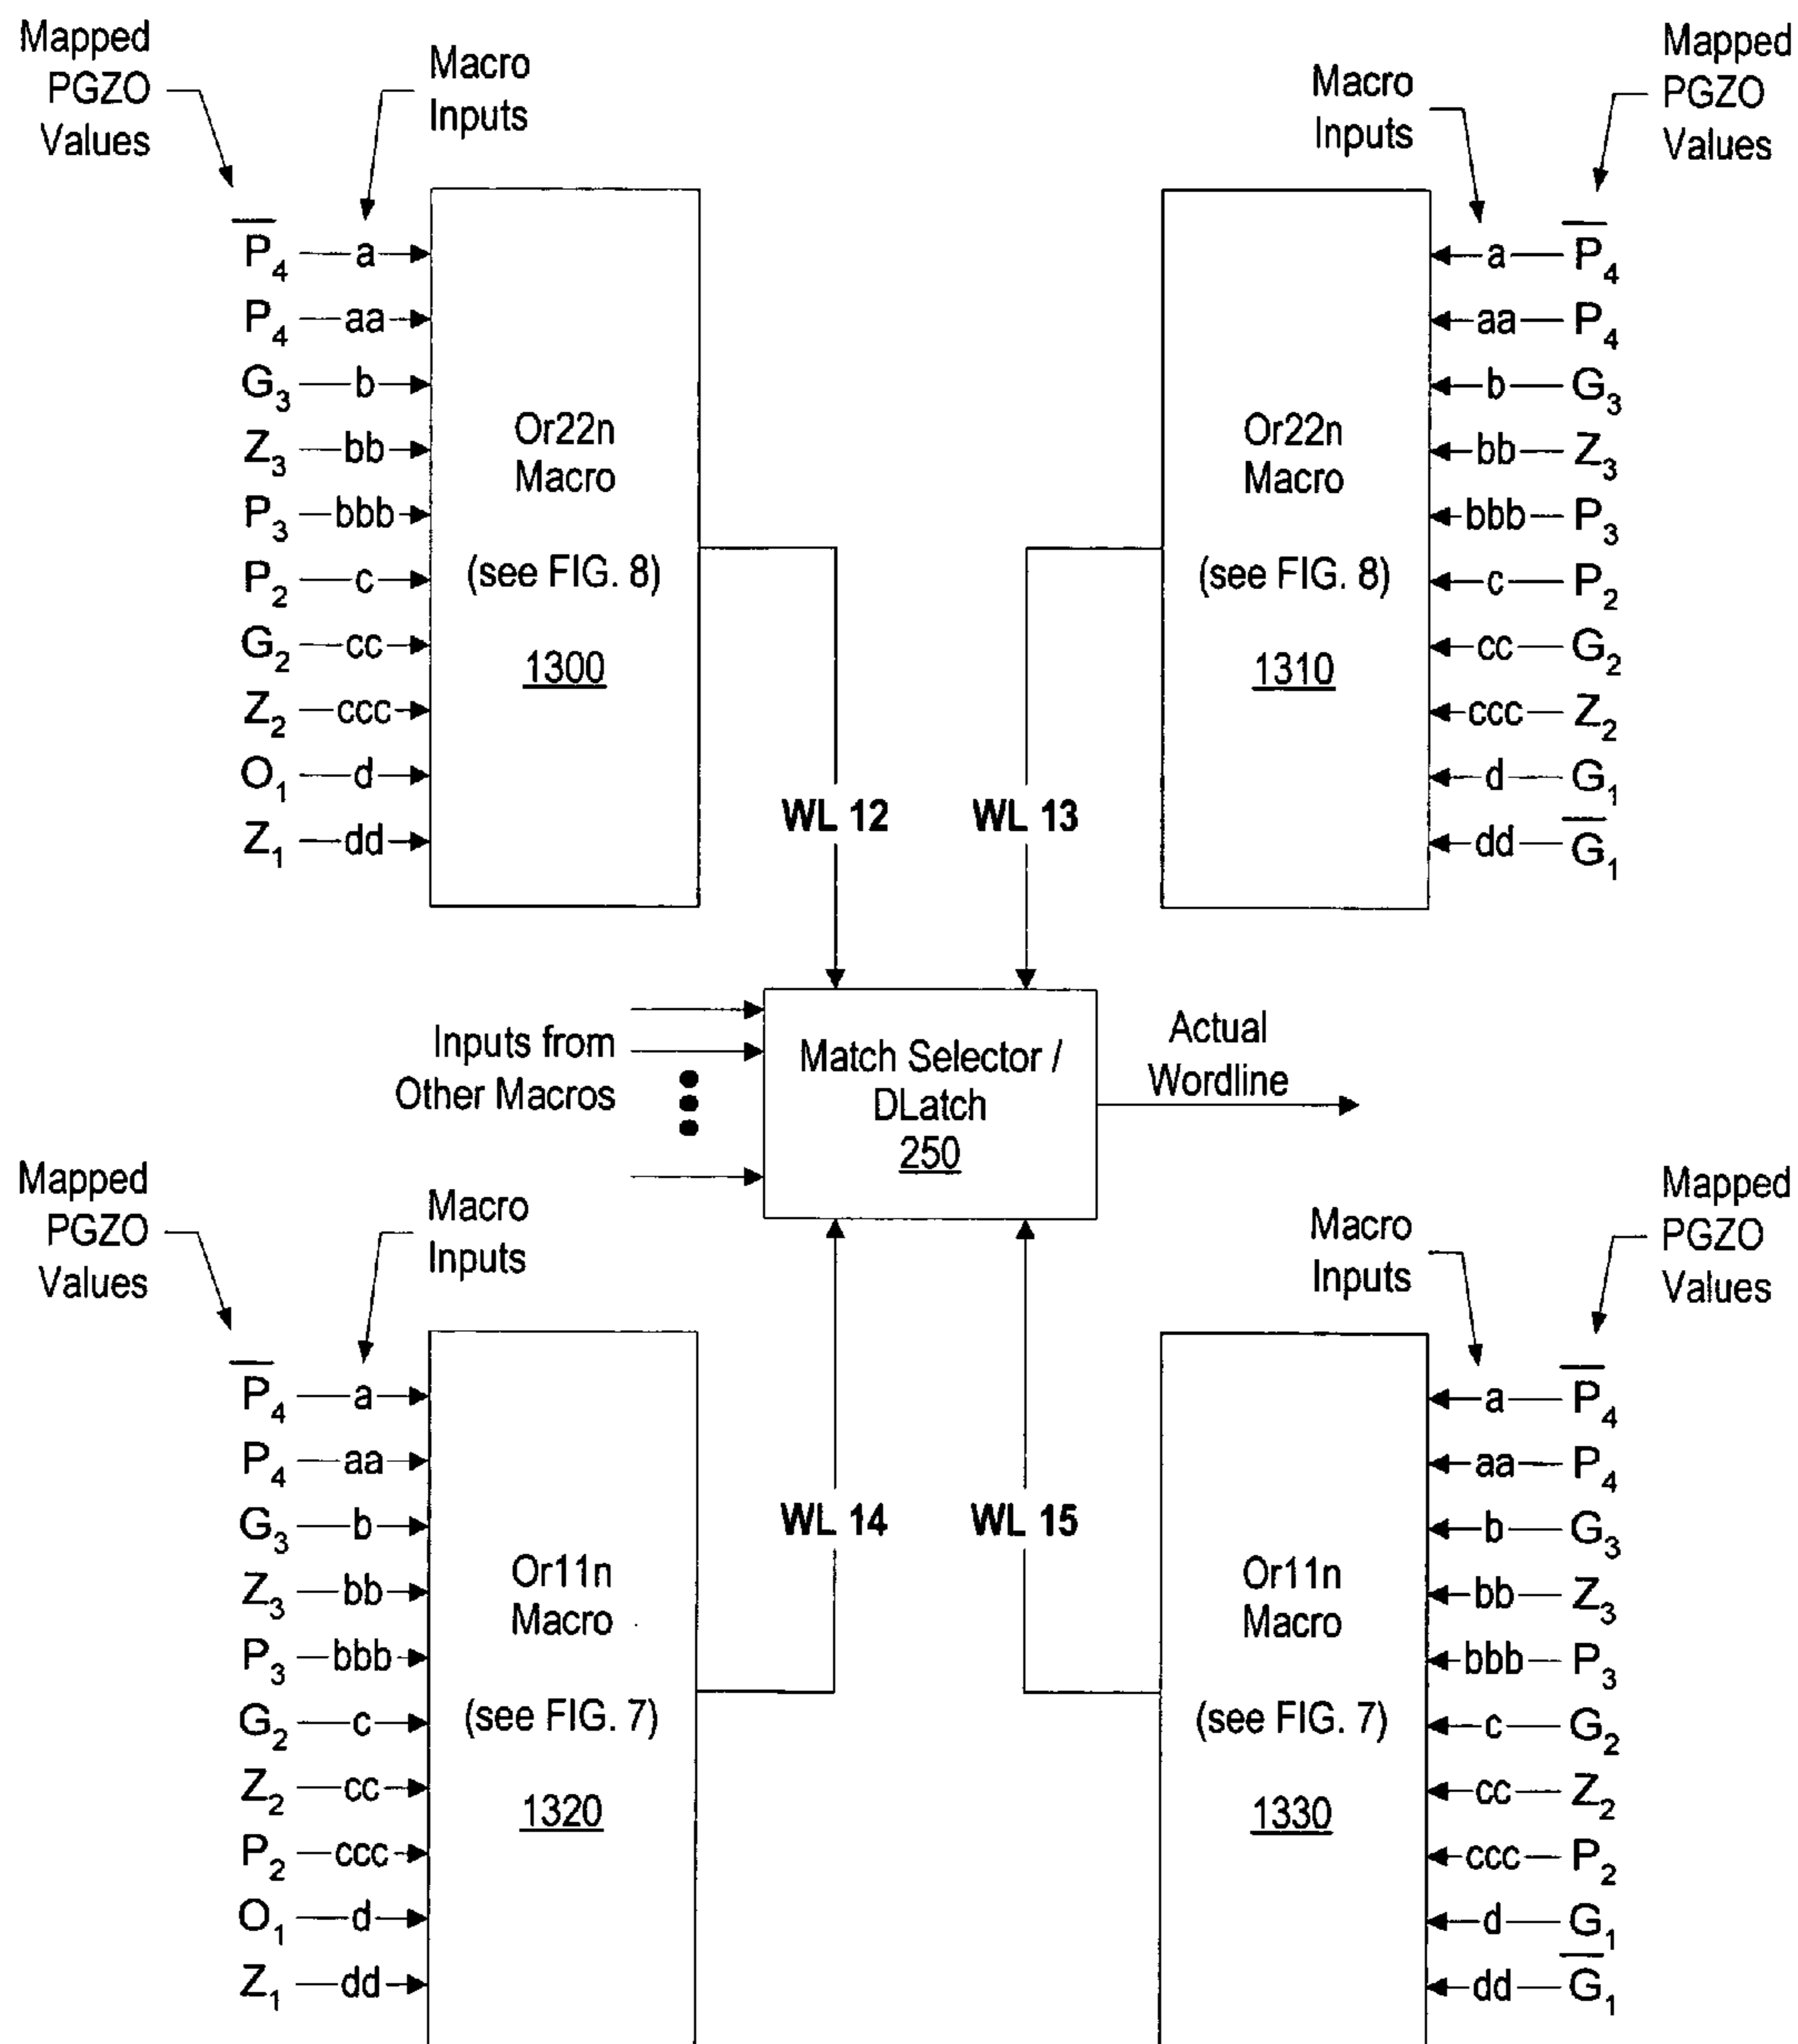 Mapped
PGZO
Values
Macro
Inputs
P̅₄ a
P₄ aa
G₃ b
Z₃ bb
P₃ bbb
P₂ c
G₂ cc
Z₂ ccc
O₁ d
Z₁ dd
Or22n
Macro
(see FIG. 8)
1300
WL 12
Macro
Inputs
Mapped
PGZO
Values
a P̅₄
aa P₄
b G₃
bb Z₃
bbb P₃
c P₂
cc G₂
ccc Z₂
d G₁
dd G̅₁
Or22n
Macro
(see FIG. 8)
1310
WL 13
Inputs from
Other Macros
Match Selector /
DLatch
250
Actual
Wordline
Mapped
PGZO
Values
Macro
Inputs
P̅₄ a
P₄ aa
G₃ b
Z₃ bb
P₃ bbb
G₂ c
Z₂ cc
P₂ ccc
O₁ d
Z₁ dd
Or11n
Macro
(see FIG. 7)
1320
WL 14
Macro
Inputs
Mapped
PGZO
Values
a P̅₄
aa P₄
b G₃
bb Z₃
bbb P₃
c G₂
cc Z₂
ccc P₂
d G₁
dd G̅₁
Or11n
Macro
(see FIG. 7)
1330
WL 15